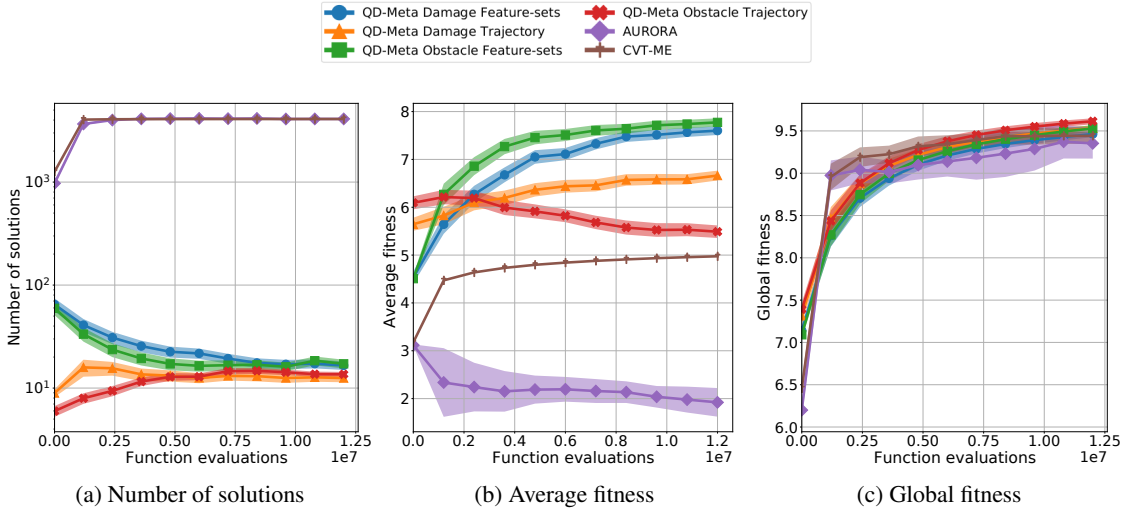 QD-Meta Damage Feature-sets
QD-Meta Damage Trajectory
QD-Meta Obstacle Feature-sets
QD-Meta Obstacle Trajectory
AURORA
CVT-ME
Number of solutions
10³
10²
10¹
0.00 0.25 0.50 0.75 1.00 1.25
Function evaluations 1e7
(a) Number of solutions
Average fitness
8
7
6
5
4
3
2
0.0 0.2 0.4 0.6 0.8 1.0 1.2
Function evaluations 1e7
(b) Average fitness
Global fitness
9.5
9.0
8.5
8.0
7.5
7.0
6.5
6.0
0.00 0.25 0.50 0.75 1.00 1.25
Function evaluations 1e7
(c) Global fitness